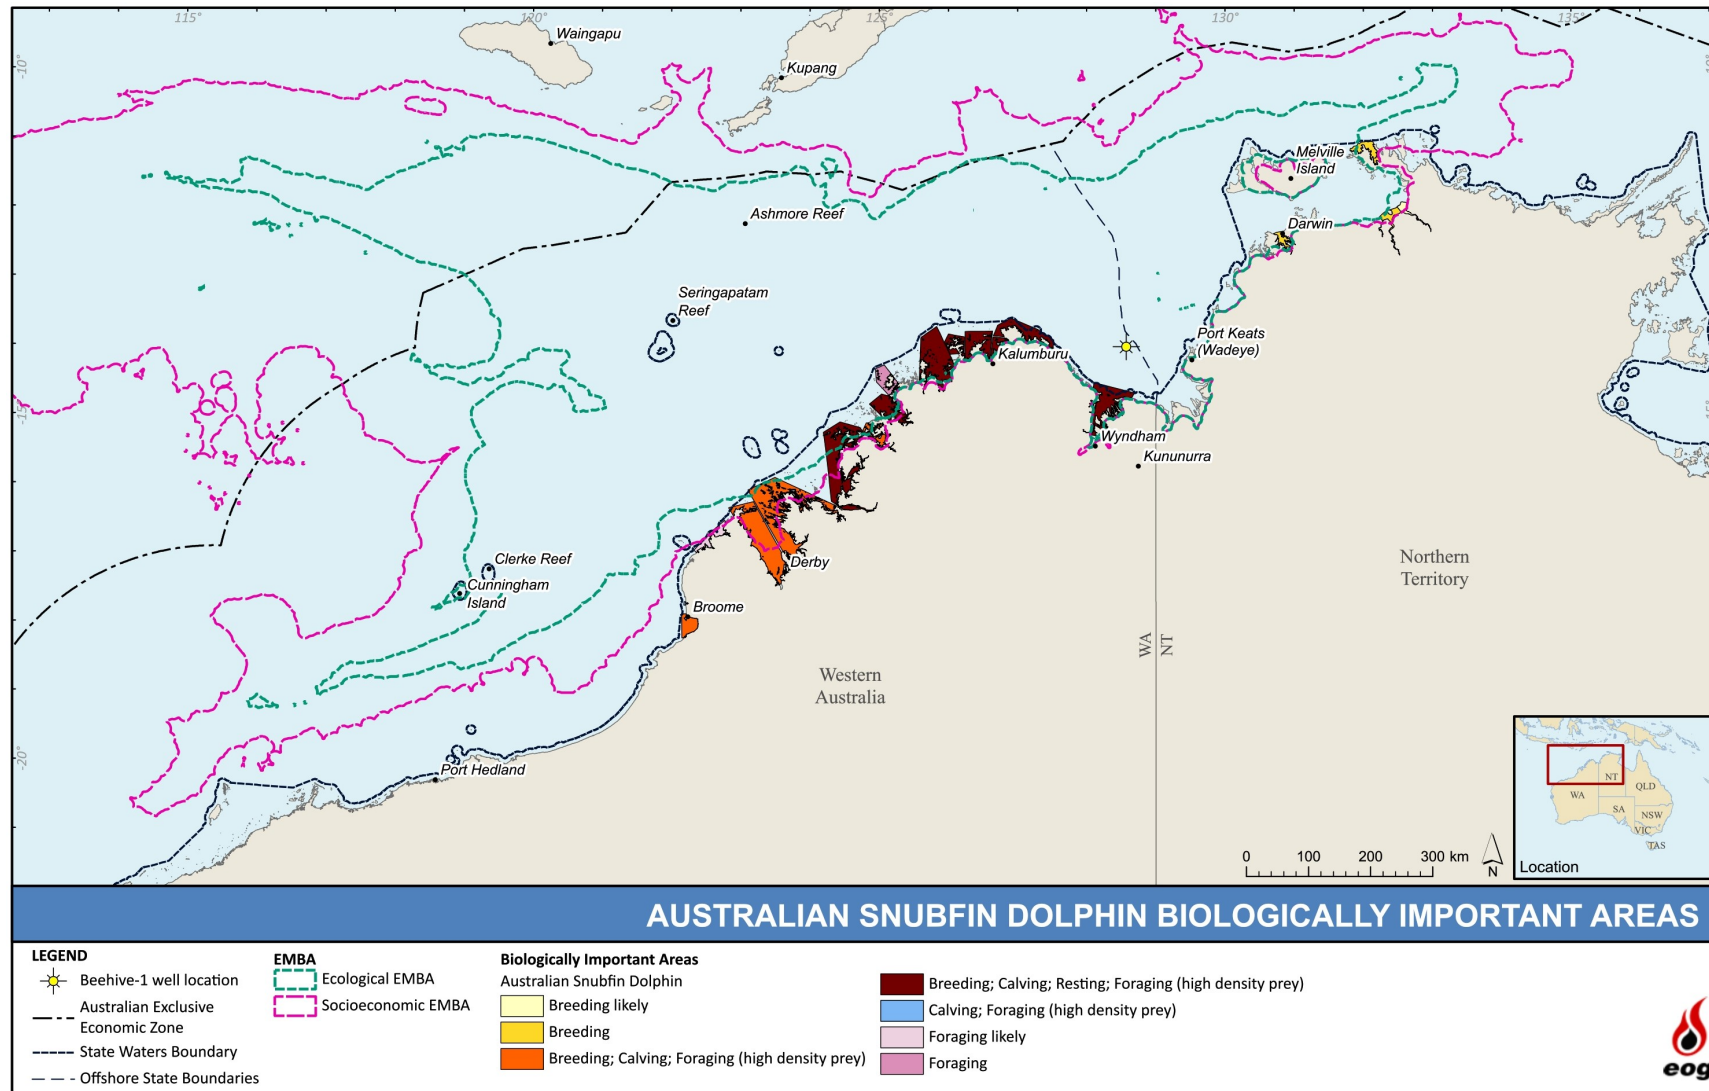 115°
120°
125°
130°
135°
-10°
-15°
-20°
Waingapu
Kupang
Ashmore Reef
Seringapatam
Reef
Melville
Island
Darwin
Port Keats
(Wadeye)
Kalumburu
Wyndham
Kununurra
Clerke Reef
Cunningham
Island
Derby
Broome
Port Hedland
Western
Australia
Northern
Territory
WA
NT
0 100 200 300 km
N
NT
WA
QLD
SA
NSW
VIC
TAS
Location
AUSTRALIAN SNUBFIN DOLPHIN BIOLOGICALLY IMPORTANT AREAS
LEGEND
Beehive-1 well location
Australian Exclusive
Economic Zone
State Waters Boundary
Offshore State Boundaries
EMBA
Ecological EMBA
Socioeconomic EMBA
Biologically Important Areas
Australian Snubfin Dolphin
Breeding likely
Breeding
Breeding; Calving; Foraging (high density prey)
Breeding; Calving; Resting; Foraging (high density prey)
Calving; Foraging (high density prey)
Foraging likely
Foraging
eog